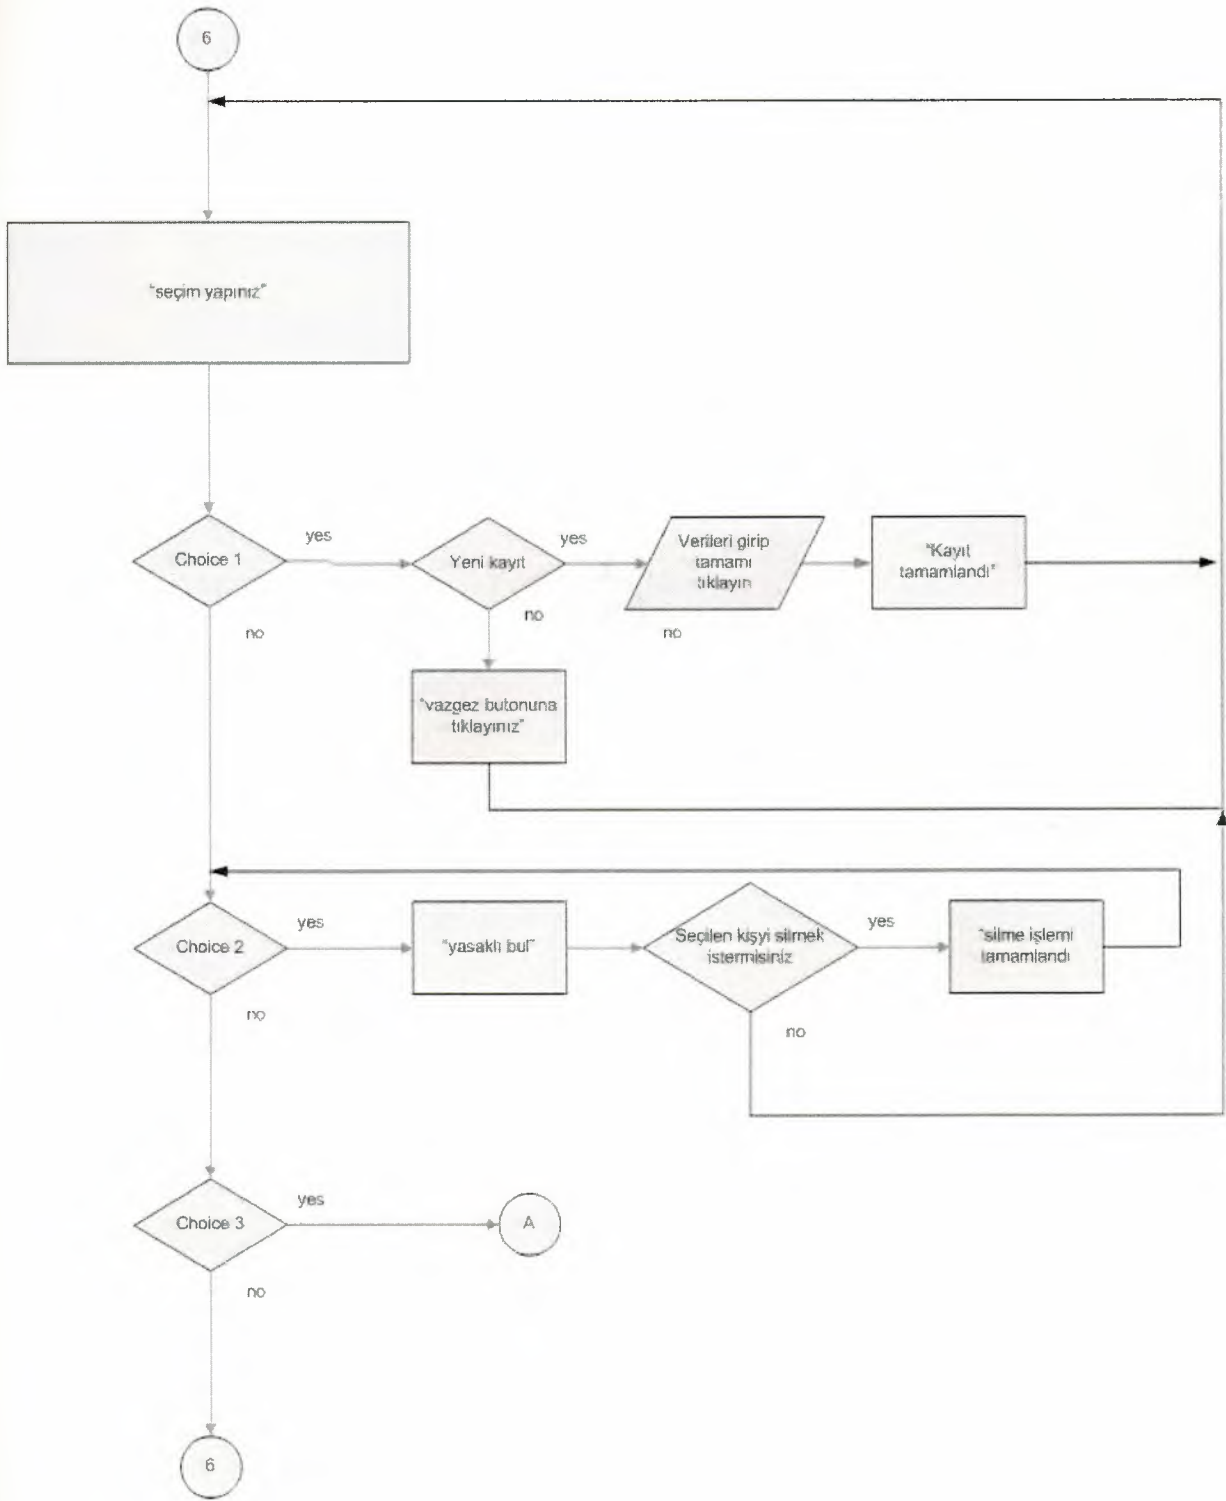 6
"seçim yapınız"
Choice 1
yes
no
Yeni kayıt
yes
no
Verileri girip
tamamı
tıklayın
no
"Kayıt
tamamlandı"
"vazgez butonuna
tıklayınız"
Choice 2
yes
no
"yasaklı bul"
Seçilen kişyi silmek
istermisiniz
yes
no
"silme işlemi
tamamlandı
Choice 3
yes
no
A
6